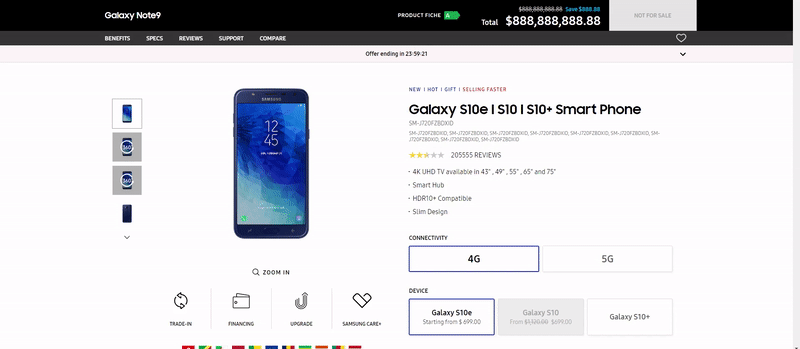 Galaxy Note9
PRODUCT FICHE
$888,888,888.88 Save $888.88
Total $888,888,888.88
NOT FOR SALE
BENEFITS SPECS REVIEWS SUPPORT COMPARE
Offer ending in 23:59:21
NEW | HOT | GIFT | SELLING FASTER
Galaxy S10e | S10 | S10+ Smart Phone
SM-J720FZBDXID
SM-J720FZBDXID, SM-J720FZBDXID, SM-J720FZBDXID, SM-J720FZBDXID, SM-J720FZBDXID, SM-
J720FZBDXID, SM-J720FZBDXID, SM-J720FZBDXID
205555 REVIEWS
· 4K UHD TV available in 43" , 49" , 55" , 65" and 75"
· Smart Hub
· HDR10+ Compatible
· Slim Design
SAMSUNG
12
45
360
360
ZOOM IN
TRADE-IN
FINANCING
UPGRADE
SAMSUNG CARE+
CONNECTIVITY
4G
5G
DEVICE
Galaxy S10e
Starting from $ 699.00
Galaxy S10
From $1,320.00 $699.00
Galaxy S10+